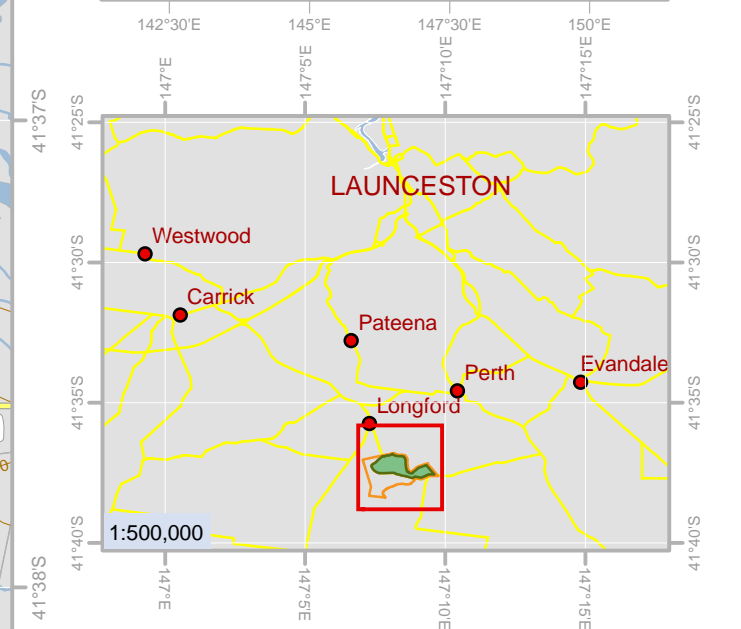 142°30'E 145°E 147°30'E 150°E
147°E 147°5'E 147°10'E 147°15'E
41°37'S
41°25'S 41°25'S
LAUNCESTON
Westwood
41°30'S 41°30'S
Carrick
Pateena
Evandale
Perth
41°35'S 41°35'S
Longford
0
1:500,000
41°40'S 41°40'S
41°38'S
147°E 147°5'E 147°10'E 147°15'E